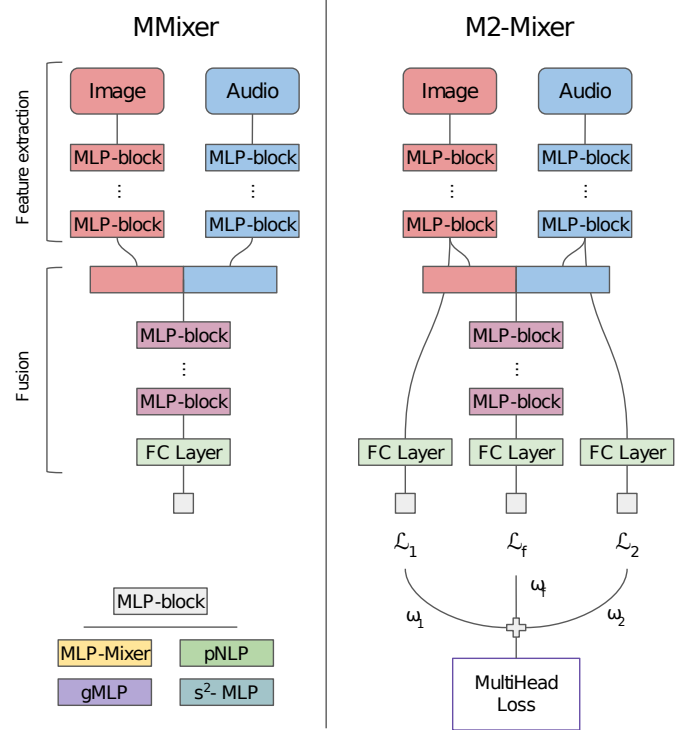 MMixer
Image
Audio
Feature extraction
MLP-block
MLP-block
⋮
⋮
MLP-block
MLP-block
Fusion
MLP-block
⋮
MLP-block
FC Layer
MLP-block
MLP-Mixer
pNLP
gMLP
s²- MLP
M2-Mixer
Image
Audio
MLP-block
MLP-block
⋮
⋮
MLP-block
MLP-block
MLP-block
⋮
MLP-block
FC Layer
FC Layer
FC Layer
ℒ₁
ℒf
ℒ₂
ω₁
ωf
ω₂
MultiHead
Loss